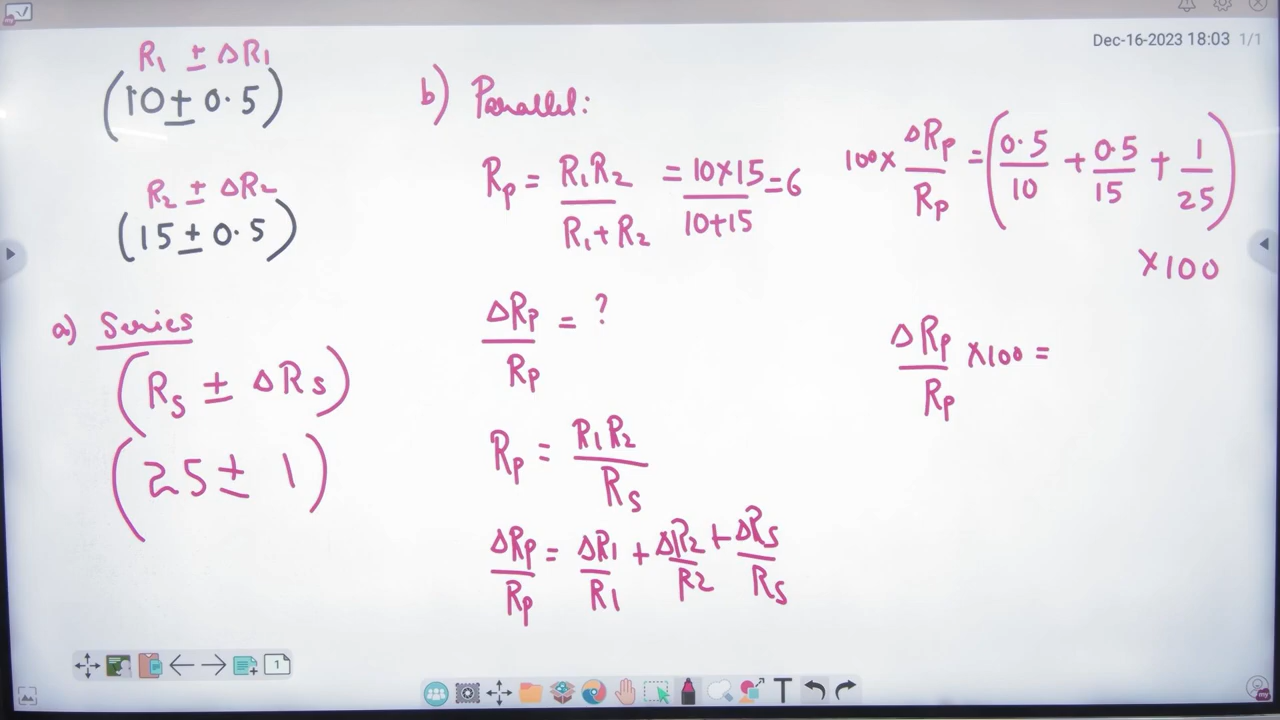 Dec-16-2023 18:03 1/1
R₁ ± ΔR₁
(10 ± 0.5)
R₂ ± ΔR₂
(15 ± 0.5)
a) Series
(Rs ± ΔRs)
(25 ± 1)
b) Parallel:
Rp = R₁R₂ / R₁+R₂ = 10×15 / 10+15 = 6
ΔRp / Rp = ?
Rp = R₁R₂ / Rs
ΔRp / Rp = ΔR1 / R1 + ΔR2 / R2 + ΔRs / Rs
100× ΔRp / Rp = (0.5 / 10 + 0.5 / 15 + 1 / 25)
×100
ΔRp / Rp ×100 =
1
T